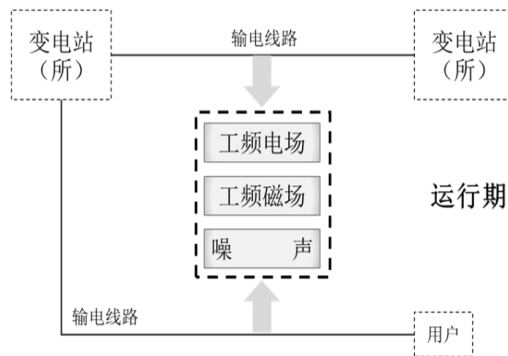 变电站
（所）
输电线路
变电站
（所）
工频电场
工频磁场
运行期
噪 声
输电线路
用户